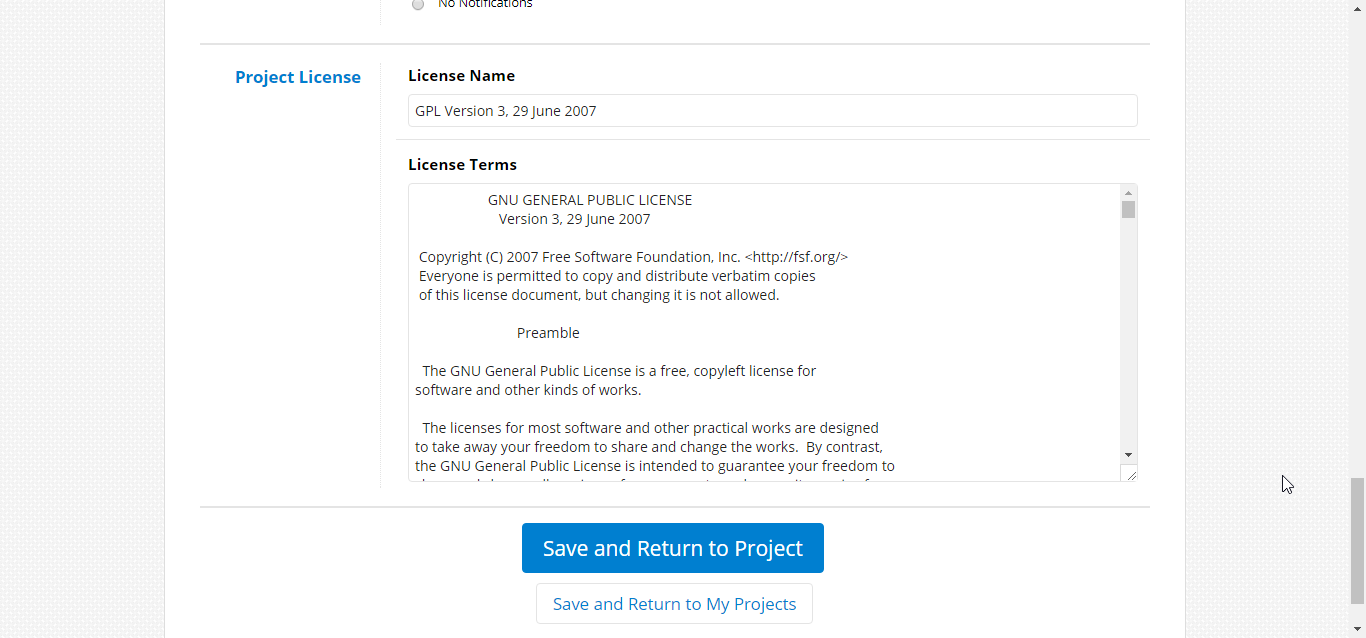 No Notifications
Project License
License Name
GPL Version 3, 29 June 2007
License Terms
GNU GENERAL PUBLIC LICENSE
Version 3, 29 June 2007
Copyright (C) 2007 Free Software Foundation, Inc. <http://fsf.org/>
Everyone is permitted to copy and distribute verbatim copies
of this license document, but changing it is not allowed.
Preamble
The GNU General Public License is a free, copyleft license for
software and other kinds of works.
The licenses for most software and other practical works are designed
to take away your freedom to share and change the works.  By contrast,
the GNU General Public License is intended to guarantee your freedom to
Save and Return to Project
Save and Return to My Projects